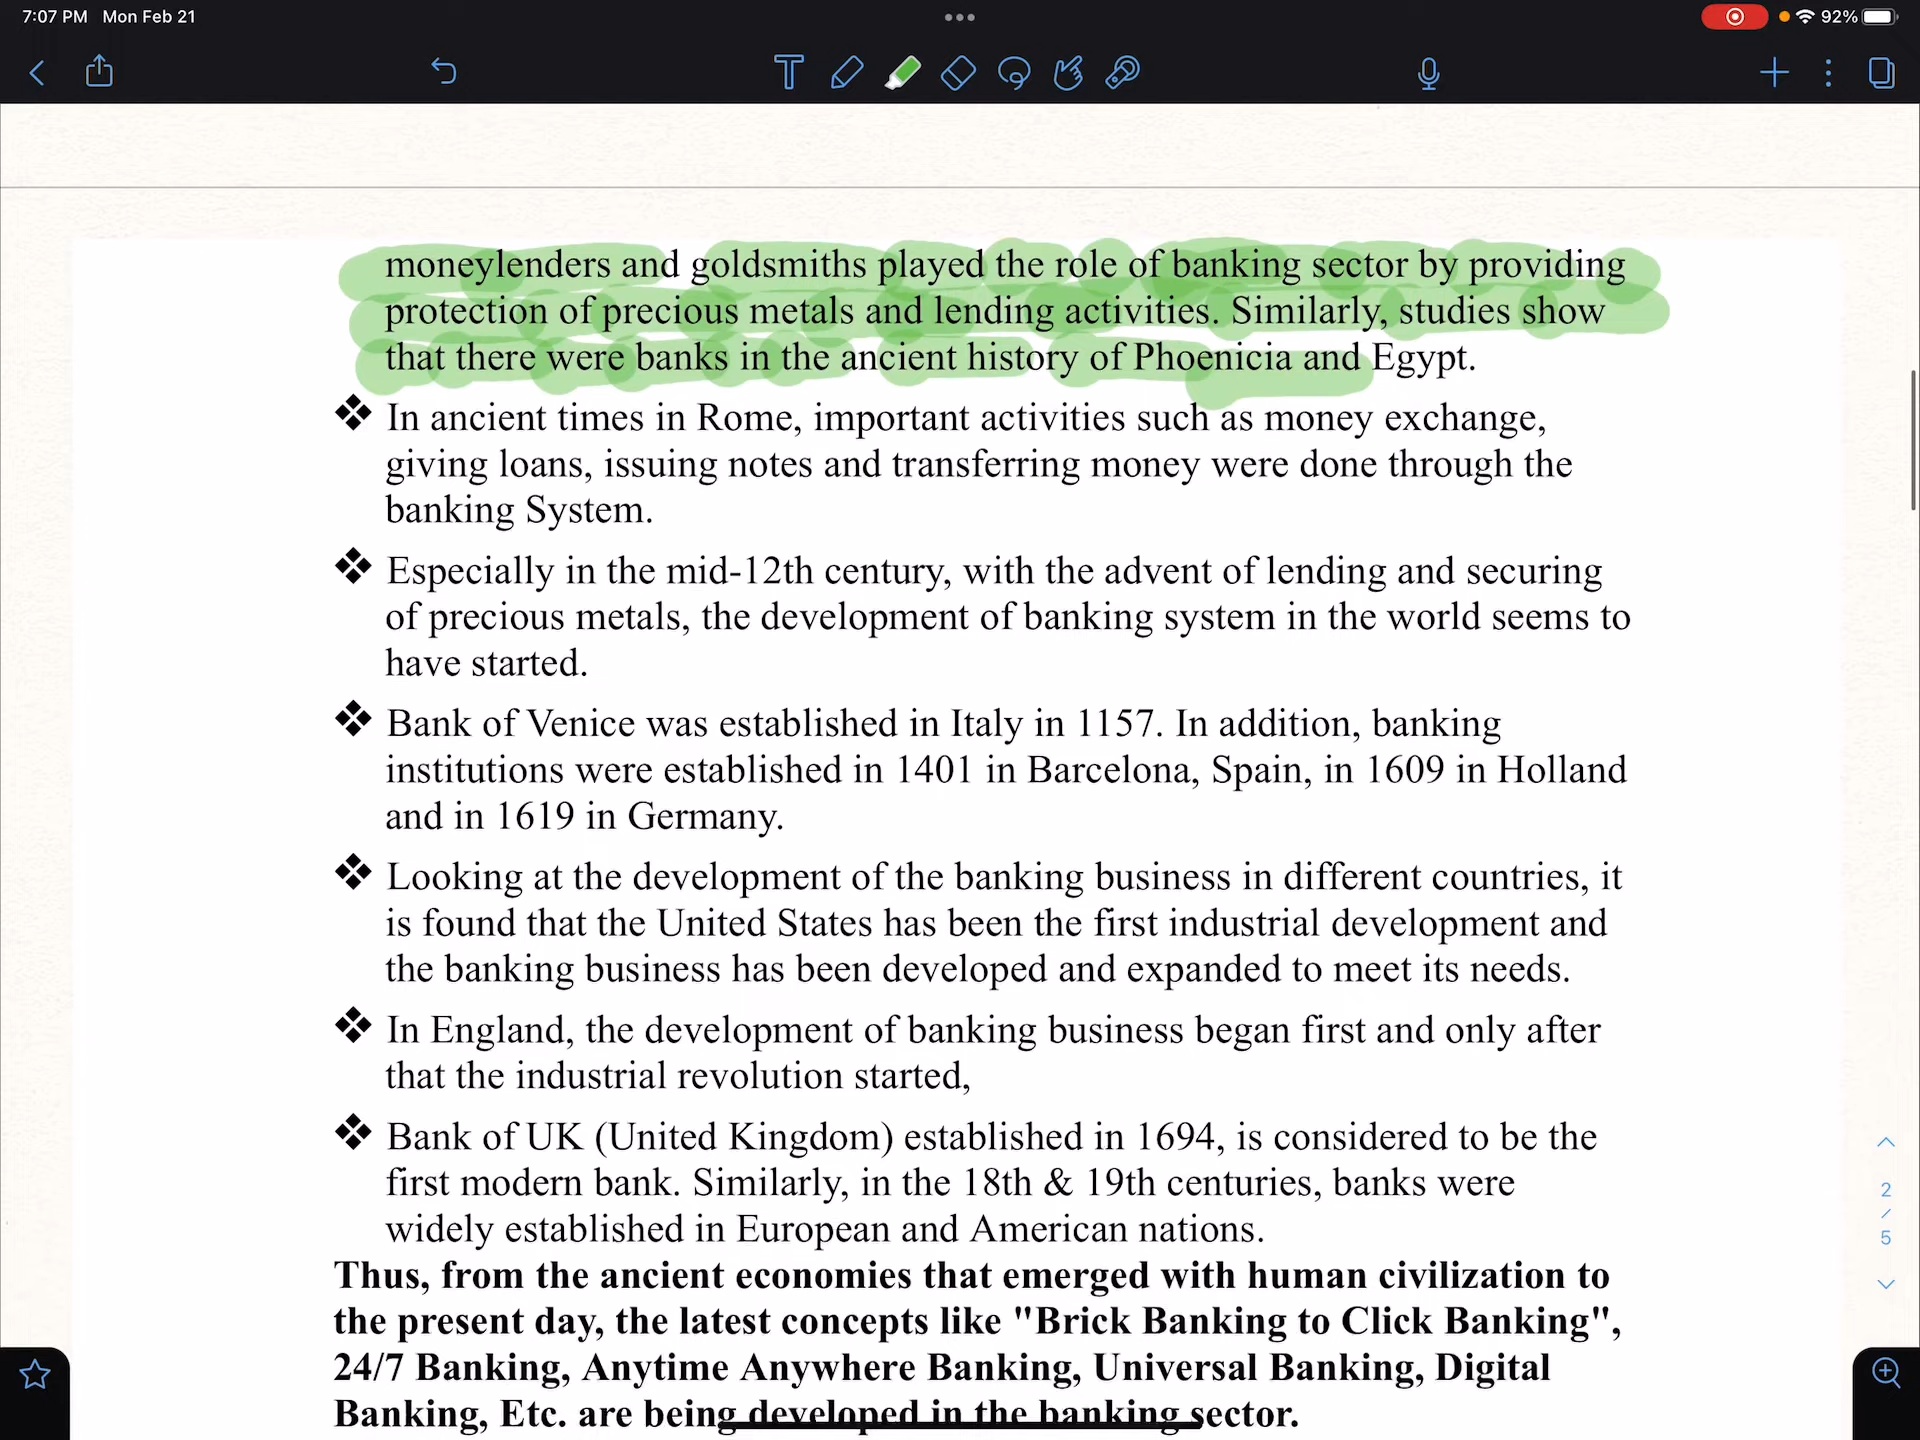 7:07 PM Mon Feb 21
92%
moneylenders and goldsmiths played the role of banking sector by providing
protection of precious metals and lending activities. Similarly, studies show
that there were banks in the ancient history of Phoenicia and Egypt.
❖ In ancient times in Rome, important activities such as money exchange,
giving loans, issuing notes and transferring money were done through the
banking System.
❖ Especially in the mid-12th century, with the advent of lending and securing
of precious metals, the development of banking system in the world seems to
have started.
❖ Bank of Venice was established in Italy in 1157. In addition, banking
institutions were established in 1401 in Barcelona, Spain, in 1609 in Holland
and in 1619 in Germany.
❖ Looking at the development of the banking business in different countries, it
is found that the United States has been the first industrial development and
the banking business has been developed and expanded to meet its needs.
❖ In England, the development of banking business began first and only after
that the industrial revolution started,
❖ Bank of UK (United Kingdom) established in 1694, is considered to be the
first modern bank. Similarly, in the 18th & 19th centuries, banks were
widely established in European and American nations.
Thus, from the ancient economies that emerged with human civilization to
the present day, the latest concepts like "Brick Banking to Click Banking",
24/7 Banking, Anytime Anywhere Banking, Universal Banking, Digital
Banking, Etc. are being developed in the banking sector.
2
/
5